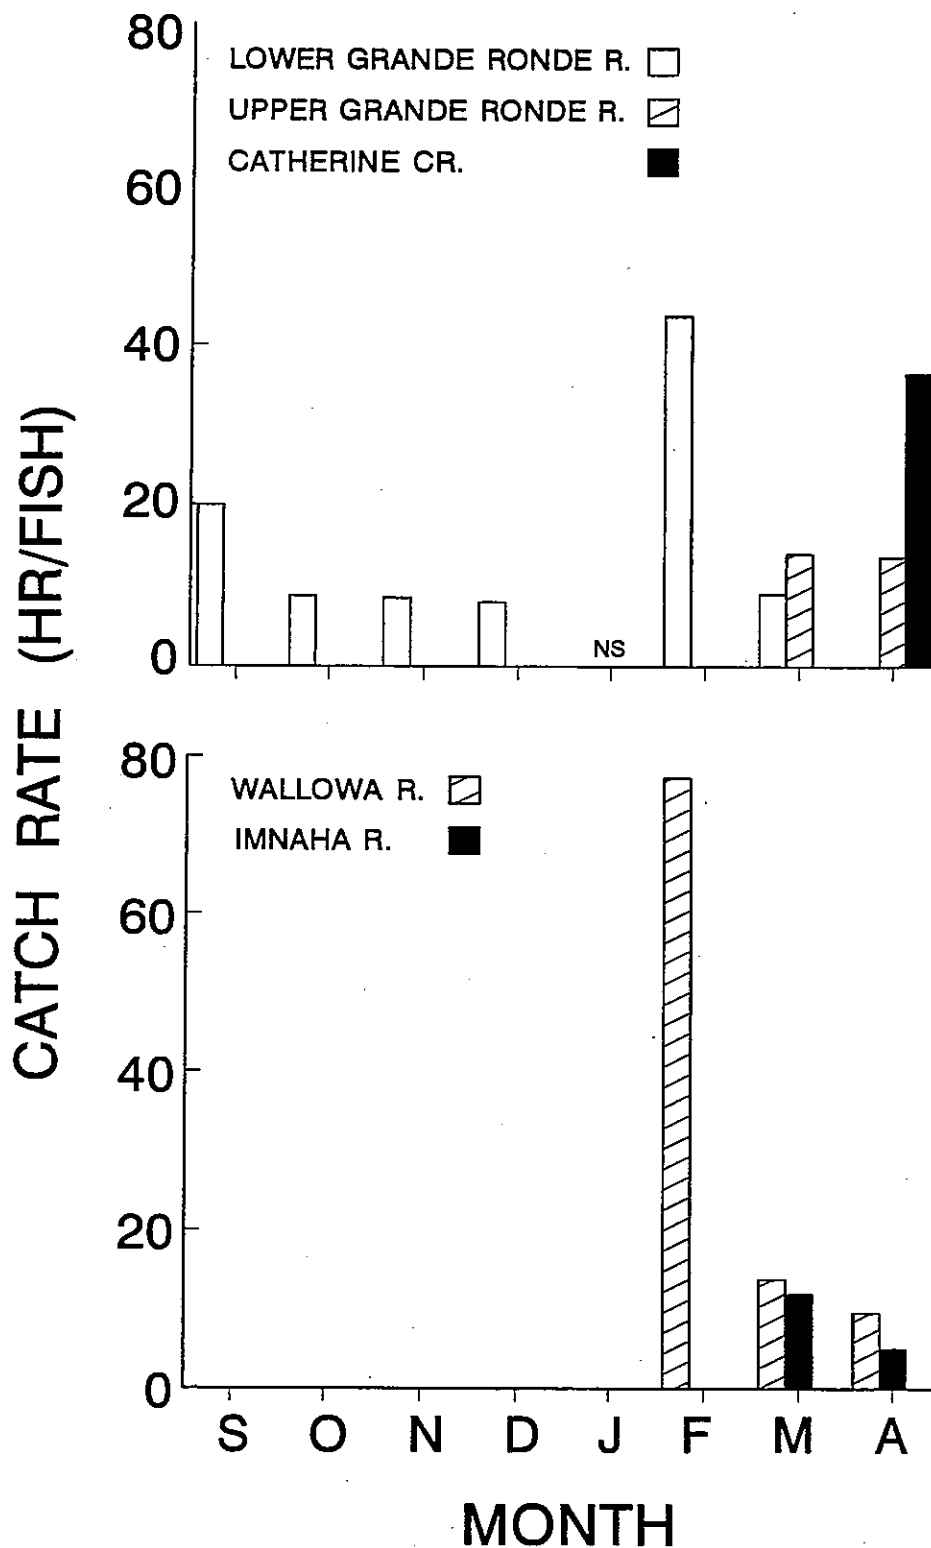 CATCH RATE (HR/FISH)
80
60
40
20
0
LOWER GRANDE RONDE R.
UPPER GRANDE RONDE R.
CATHERINE CR.
NS
80
60
40
20
0
WALLOWA R.
IMNAHA R.
S O N D J F M A
MONTH